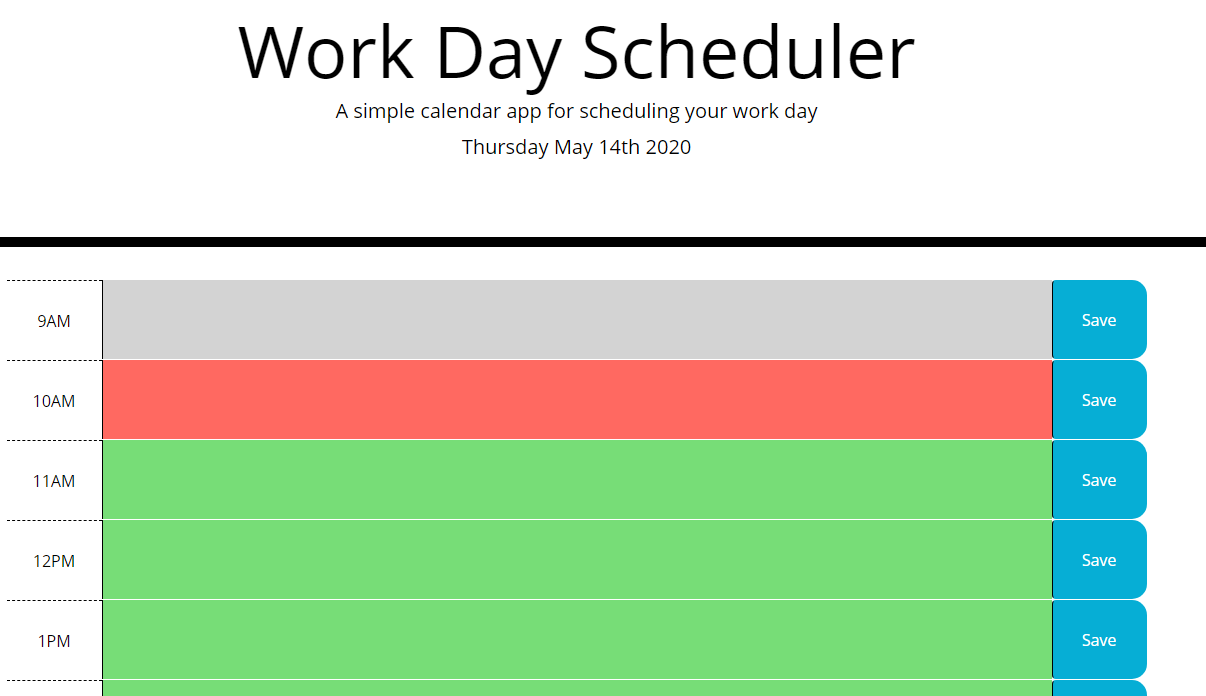 Work Day Scheduler
A simple calendar app for scheduling your work day
Thursday May 14th 2020
9AM Save
10AM Save
11AM Save
12PM Save
1PM Save